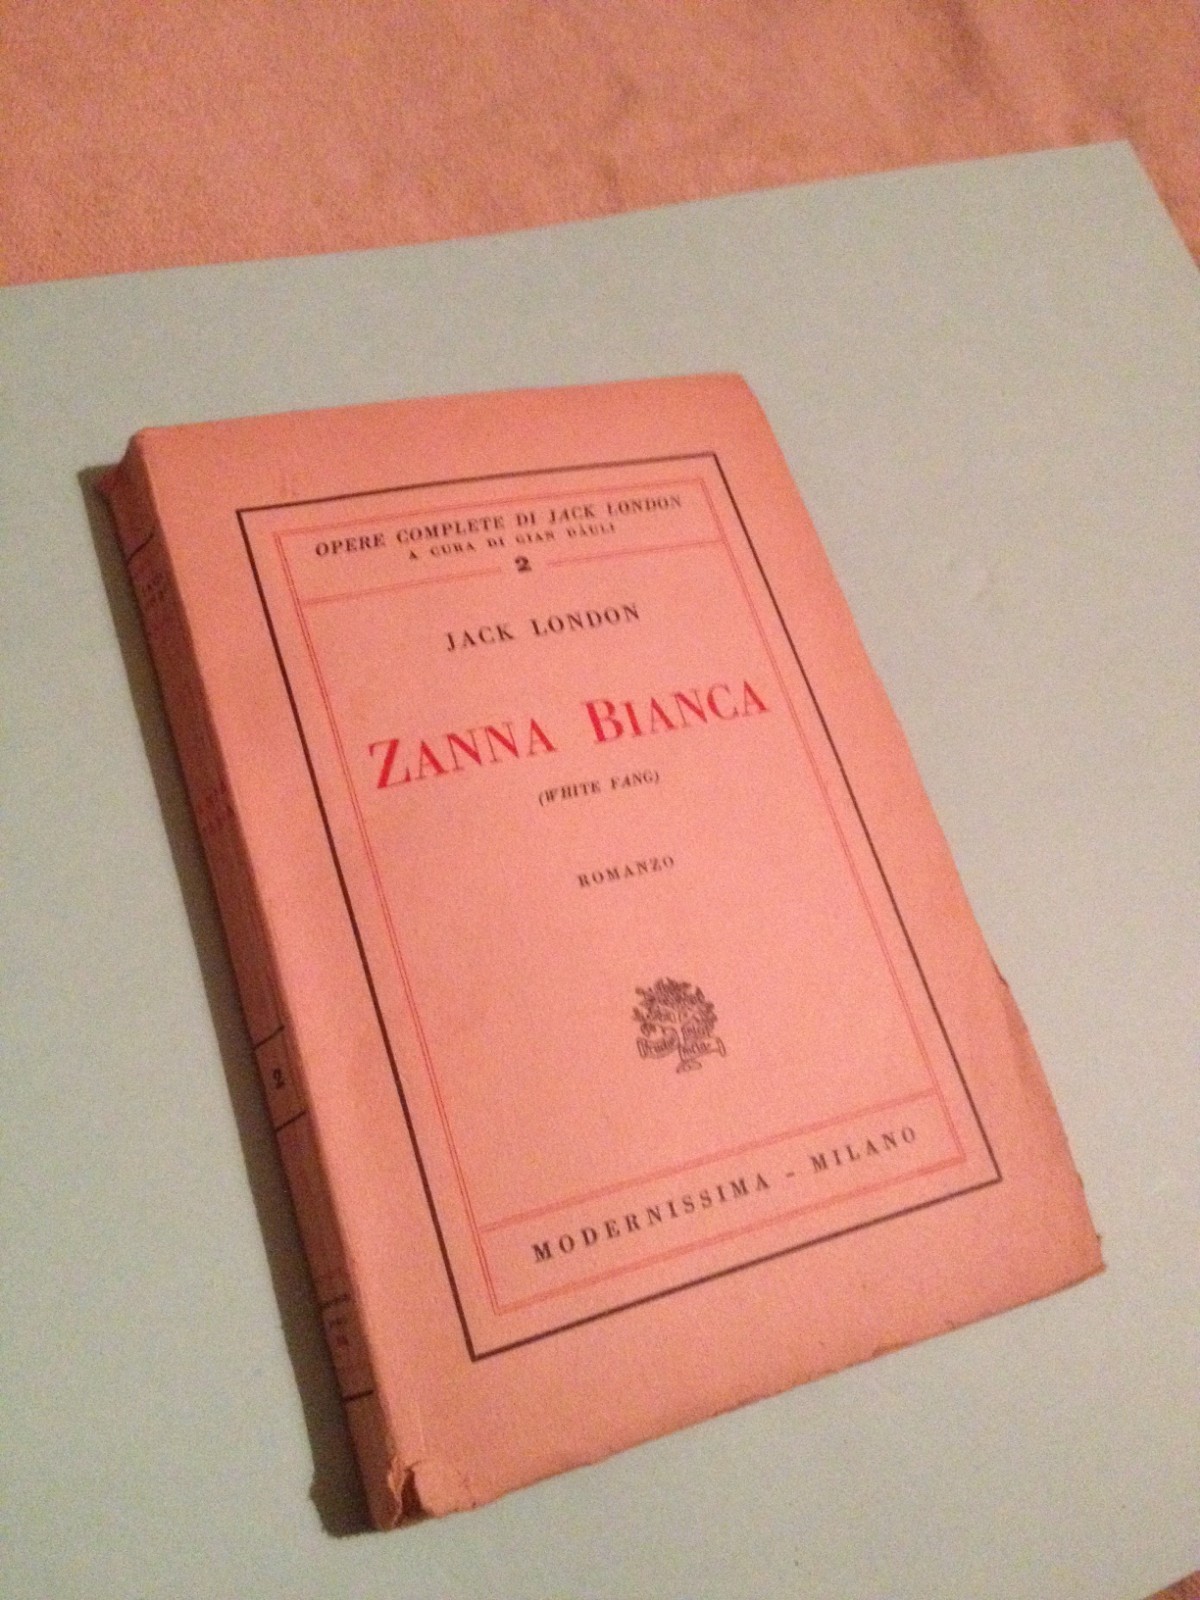 OPERE COMPLETE DI JACK LONDON
A CURA DI GIAN DÀULI
2
JACK LONDON
ZANNA BIANCA
(WHITE FANG)
ROMANZO
MODERNISSIMA - MILANO
2